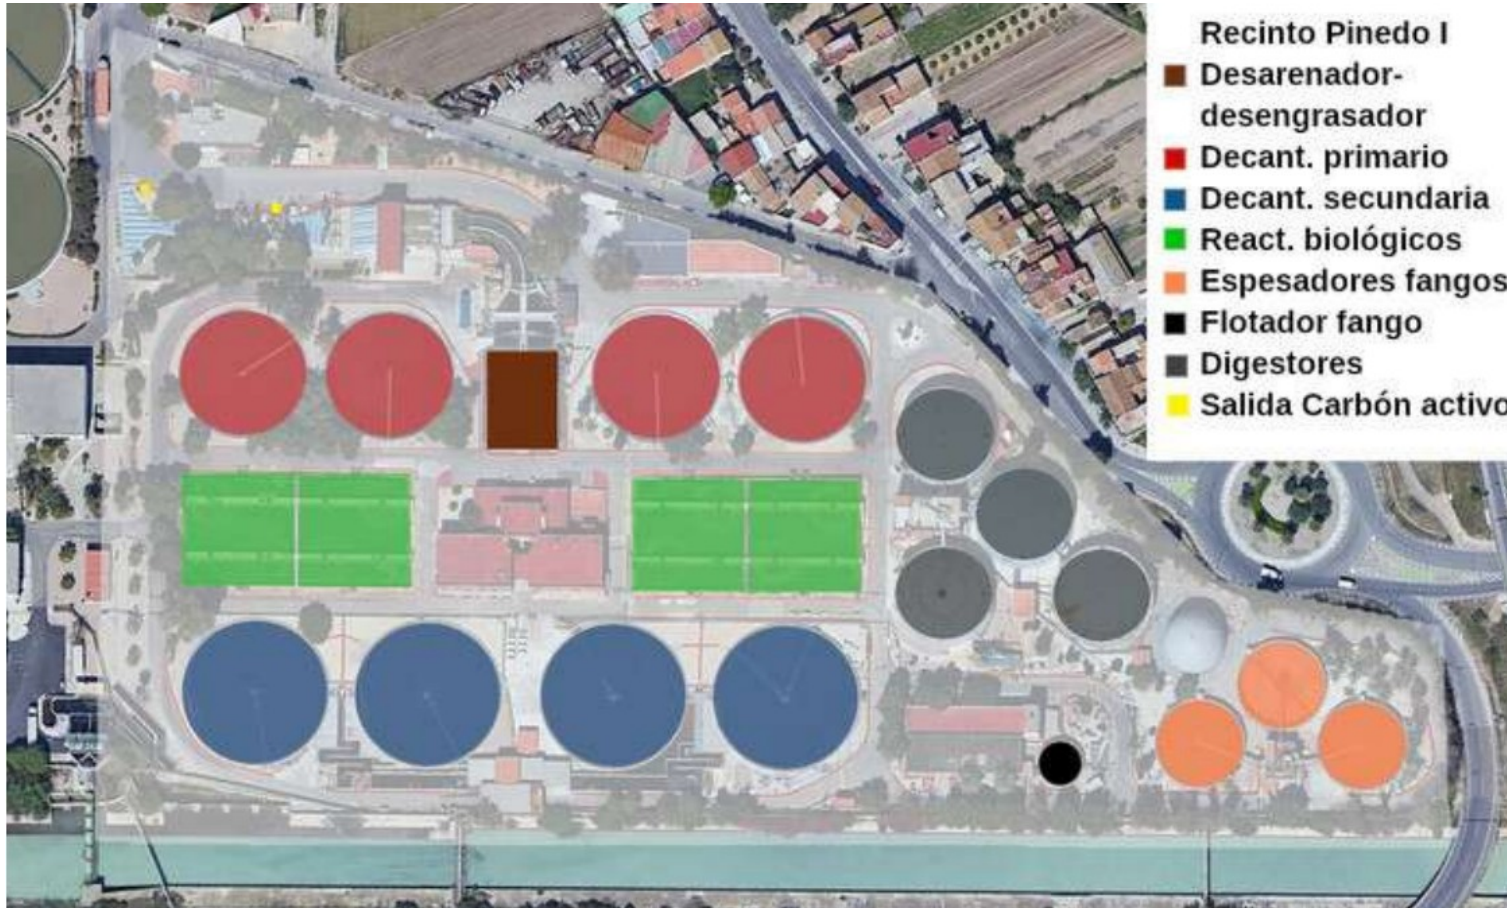 Recinto Pinedo I
Desarenador-
desengrasador
Decant. primario
Decant. secundaria
React. biológicos
Espesadores fangos
Flotador fango
Digestores
Salida Carbón activo